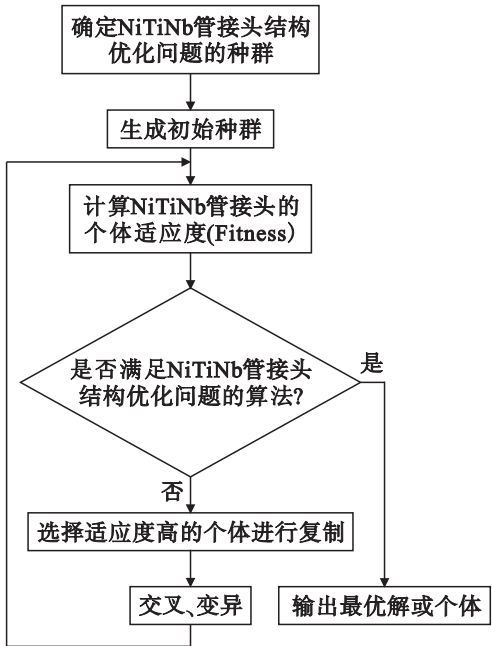 确定NiTiNb管接头结构
优化问题的种群
生成初始种群
计算NiTiNb管接头的
个体适应度(Fitness)
是否满足NiTiNb管接头
结构优化问题的算法?
是
否
选择适应度高的个体进行复制
交叉、变异
输出最优解或个体